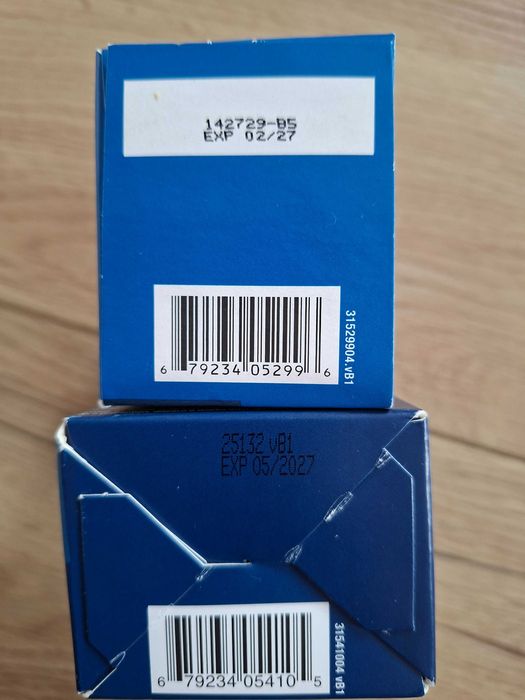 142729-B5
EXP 02/27
6 79234 05299 6
31529904.vB1
25132 vB1
EXP 05/2027
6 79234 05410 5
31541004 vB1